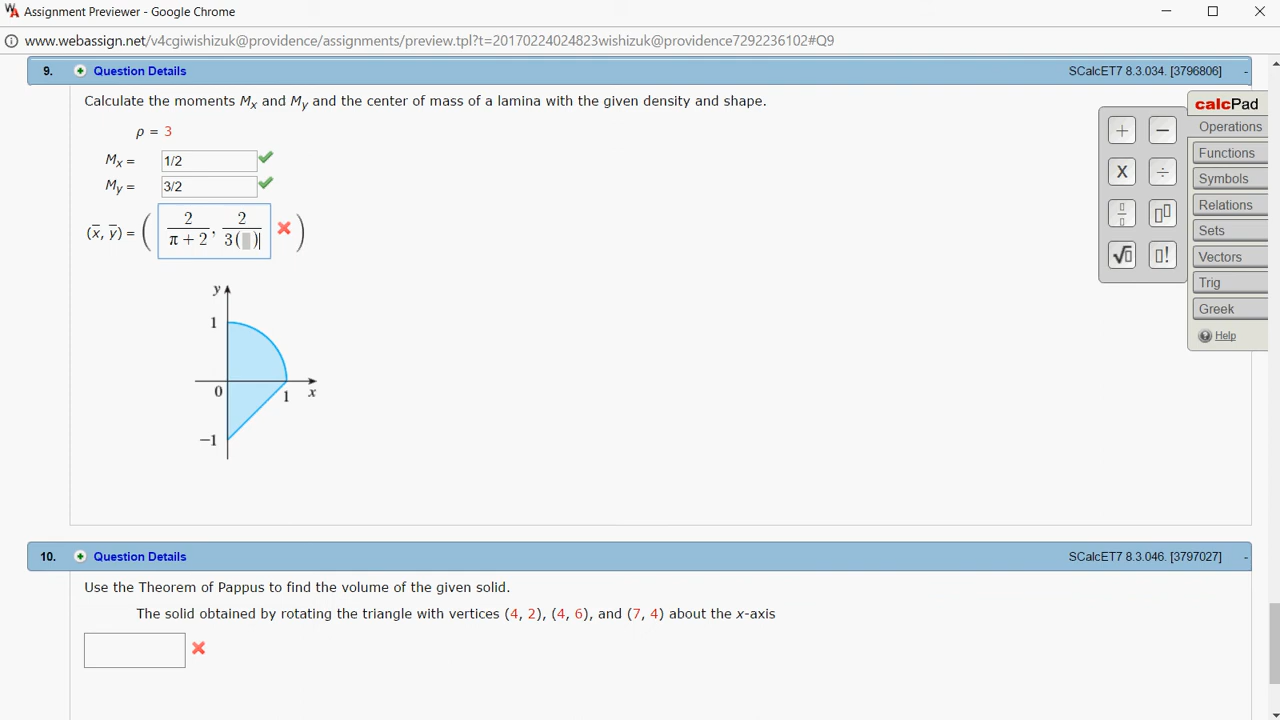 Assignment Previewer - Google Chrome
www.webassign.net/v4cgiwishizuk@providence/assignments/preview.tpl?t=20170224024823wishizuk@providence7292236102#Q9
9. Question Details SCalcET7 8.3.034. [3796806] -
Calculate the moments Mx and My and the center of mass of a lamina with the given density and shape.
calcPad
Operations
ρ = 3
Functions
Mx = 1/2
Symbols
My = 3/2
Relations
(x̄, ȳ) = ( 2/(π + 2), 2/(3( )) )
Sets
Vectors
Trig
Greek
Help
+ −
X ÷
√ !
y
1
0 1 x
−1
10. Question Details SCalcET7 8.3.046. [3797027] -
Use the Theorem of Pappus to find the volume of the given solid.
The solid obtained by rotating the triangle with vertices (4, 2), (4, 6), and (7, 4) about the x-axis